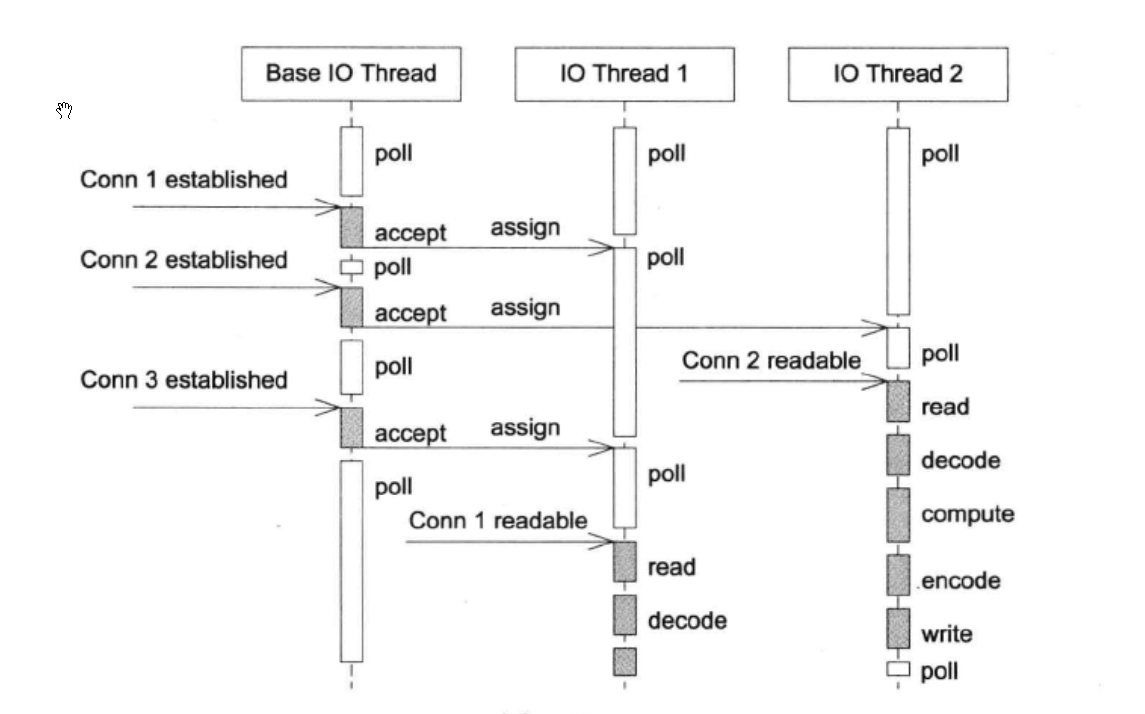 Base IO Thread
IO Thread 1
IO Thread 2
poll
poll
poll
Conn 1 established
accept
assign
poll
Conn 2 established
poll
accept
assign
poll
Conn 2 readable
poll
Conn 3 established
read
accept
assign
decode
poll
poll
Conn 1 readable
compute
read
encode
decode
write
poll